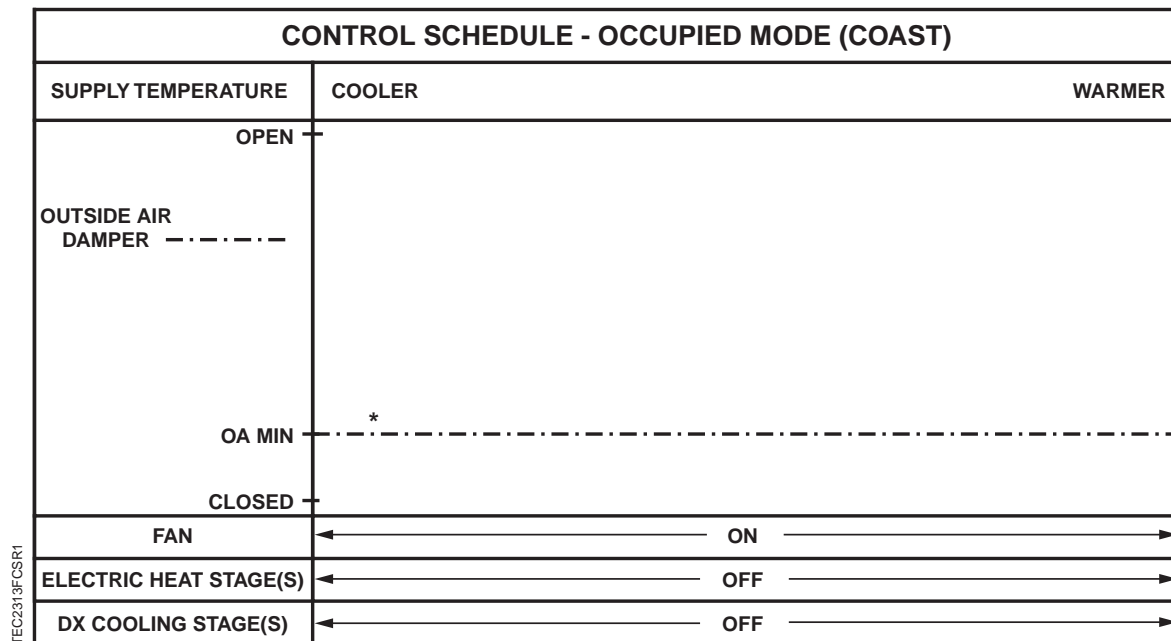 CONTROL SCHEDULE - OCCUPIED MODE (COAST)
SUPPLY TEMPERATURE COOLER WARMER
OPEN
OUTSIDE AIR
DAMPER
*
OA MIN
CLOSED
FAN ON
ELECTRIC HEAT STAGE(S) OFF
DX COOLING STAGE(S) OFF
TEC2313FCSR1